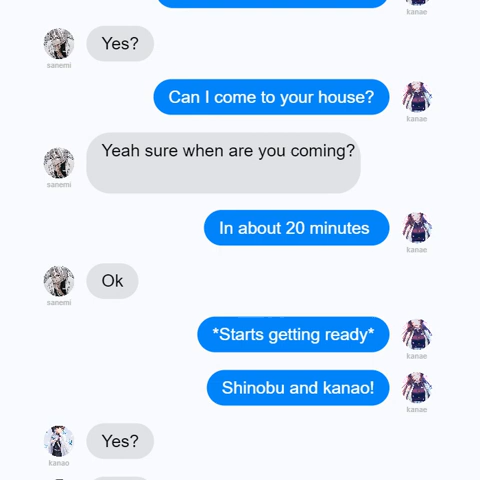 kanae
Yes?
sanemi
Can I come to your house?
kanae
Yeah sure when are you coming?
sanemi
In about 20 minutes
kanae
Ok
sanemi
*Starts getting ready*
kanae
Shinobu and kanao!
kanae
Yes?
kanao